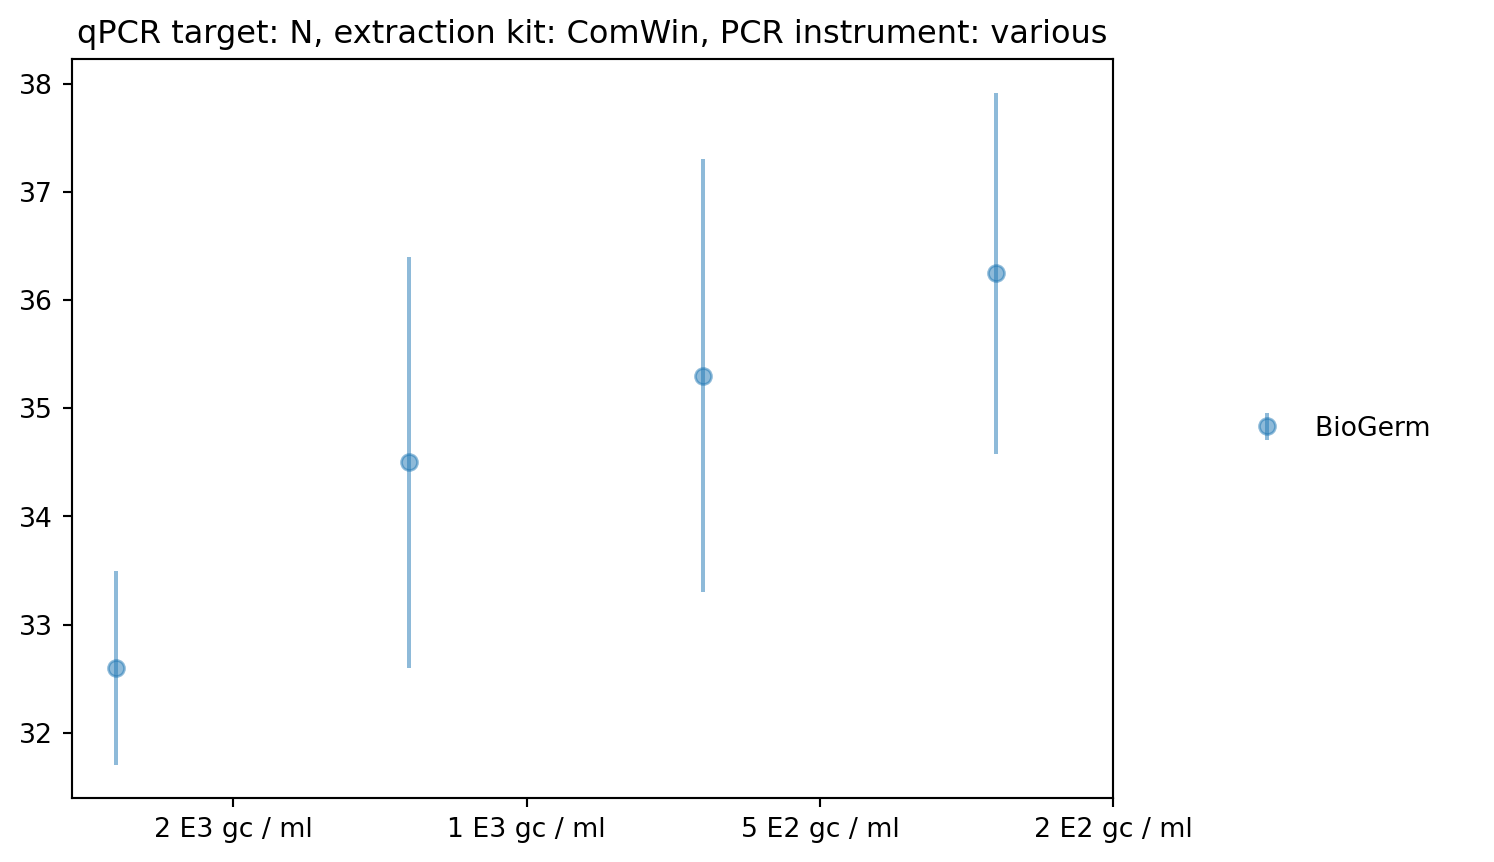 qPCR target: N, extraction kit: ComWin, PCR instrument: various
38
37
36
35
34
33
32
2 E3 gc / ml
1 E3 gc / ml
5 E2 gc / ml
2 E2 gc / ml
BioGerm